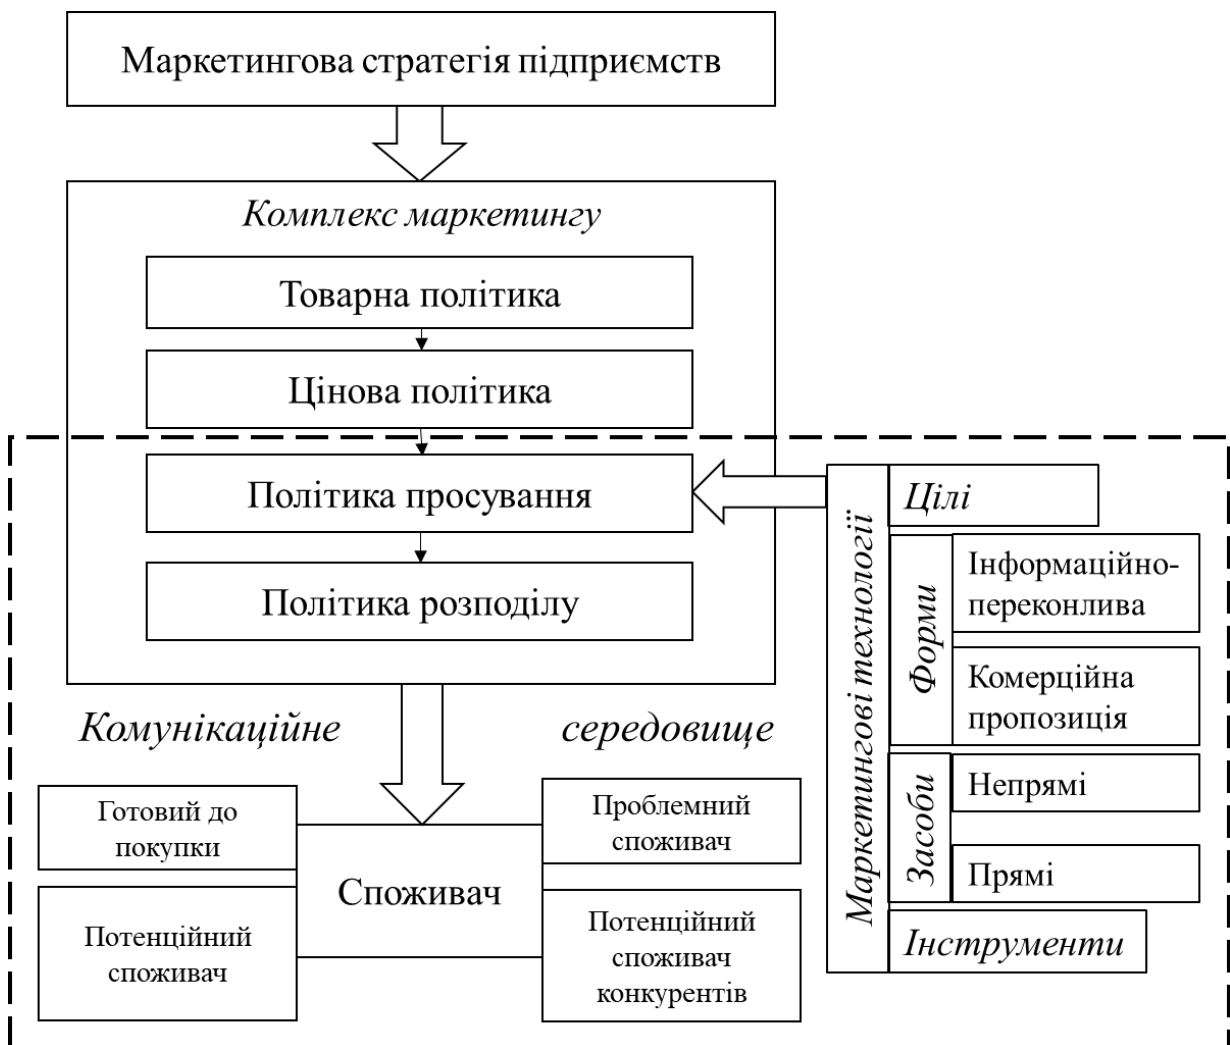 Маркетингова стратегія підприємств
Комплекс маркетингу
Товарна політика
Цінова політика
Політика просування
Політика розподілу
Комунікаційне середовище
Готовий до
покупки
Потенційний
споживач
Споживач
Проблемний
споживач
Потенційний
споживач
конкурентів
Маркетингові технології
Цілі
Форми
Інформаційно-
переконлива
Комерційна
пропозиція
Засоби
Непрямі
Прямі
Інструменти